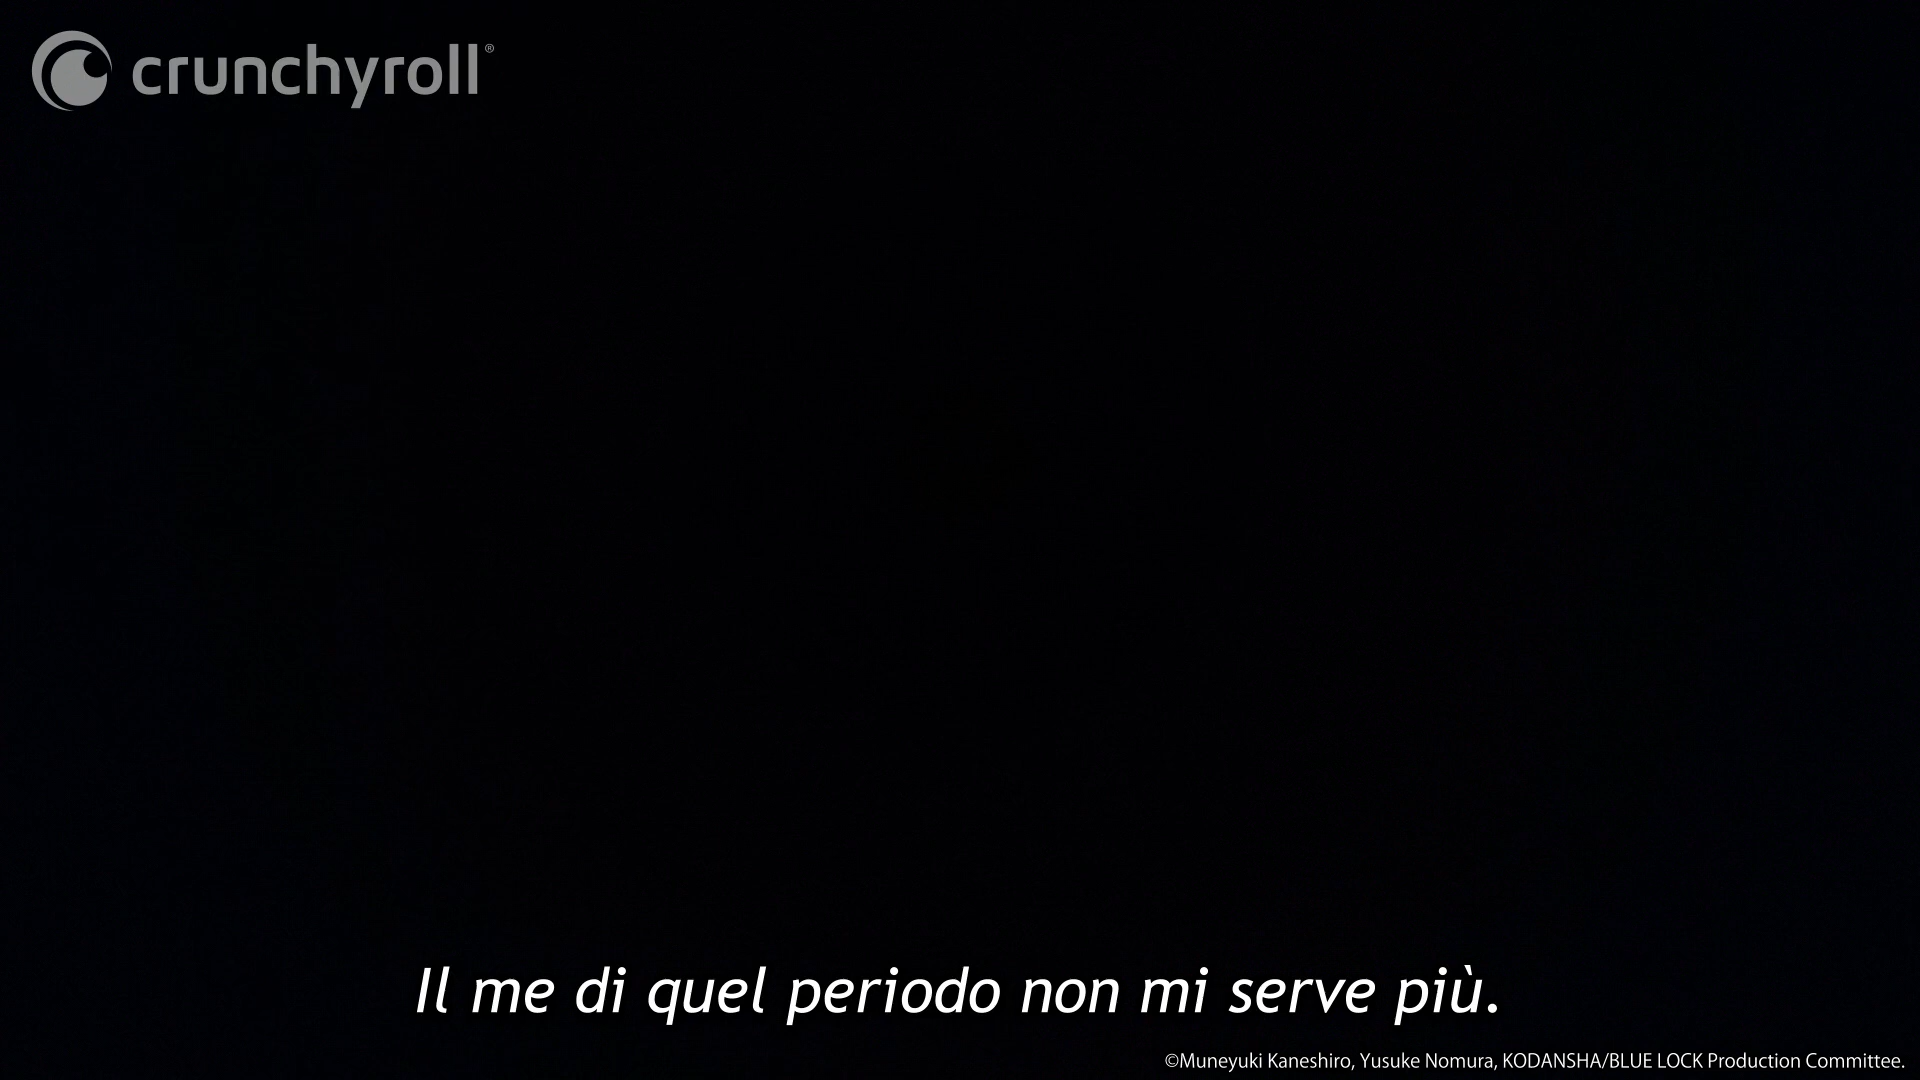 crunchyroll®
Il me di quel periodo non mi serve più.
©Muneyuki Kaneshiro, Yusuke Nomura, KODANSHA/BLUE LOCK Production Committee.